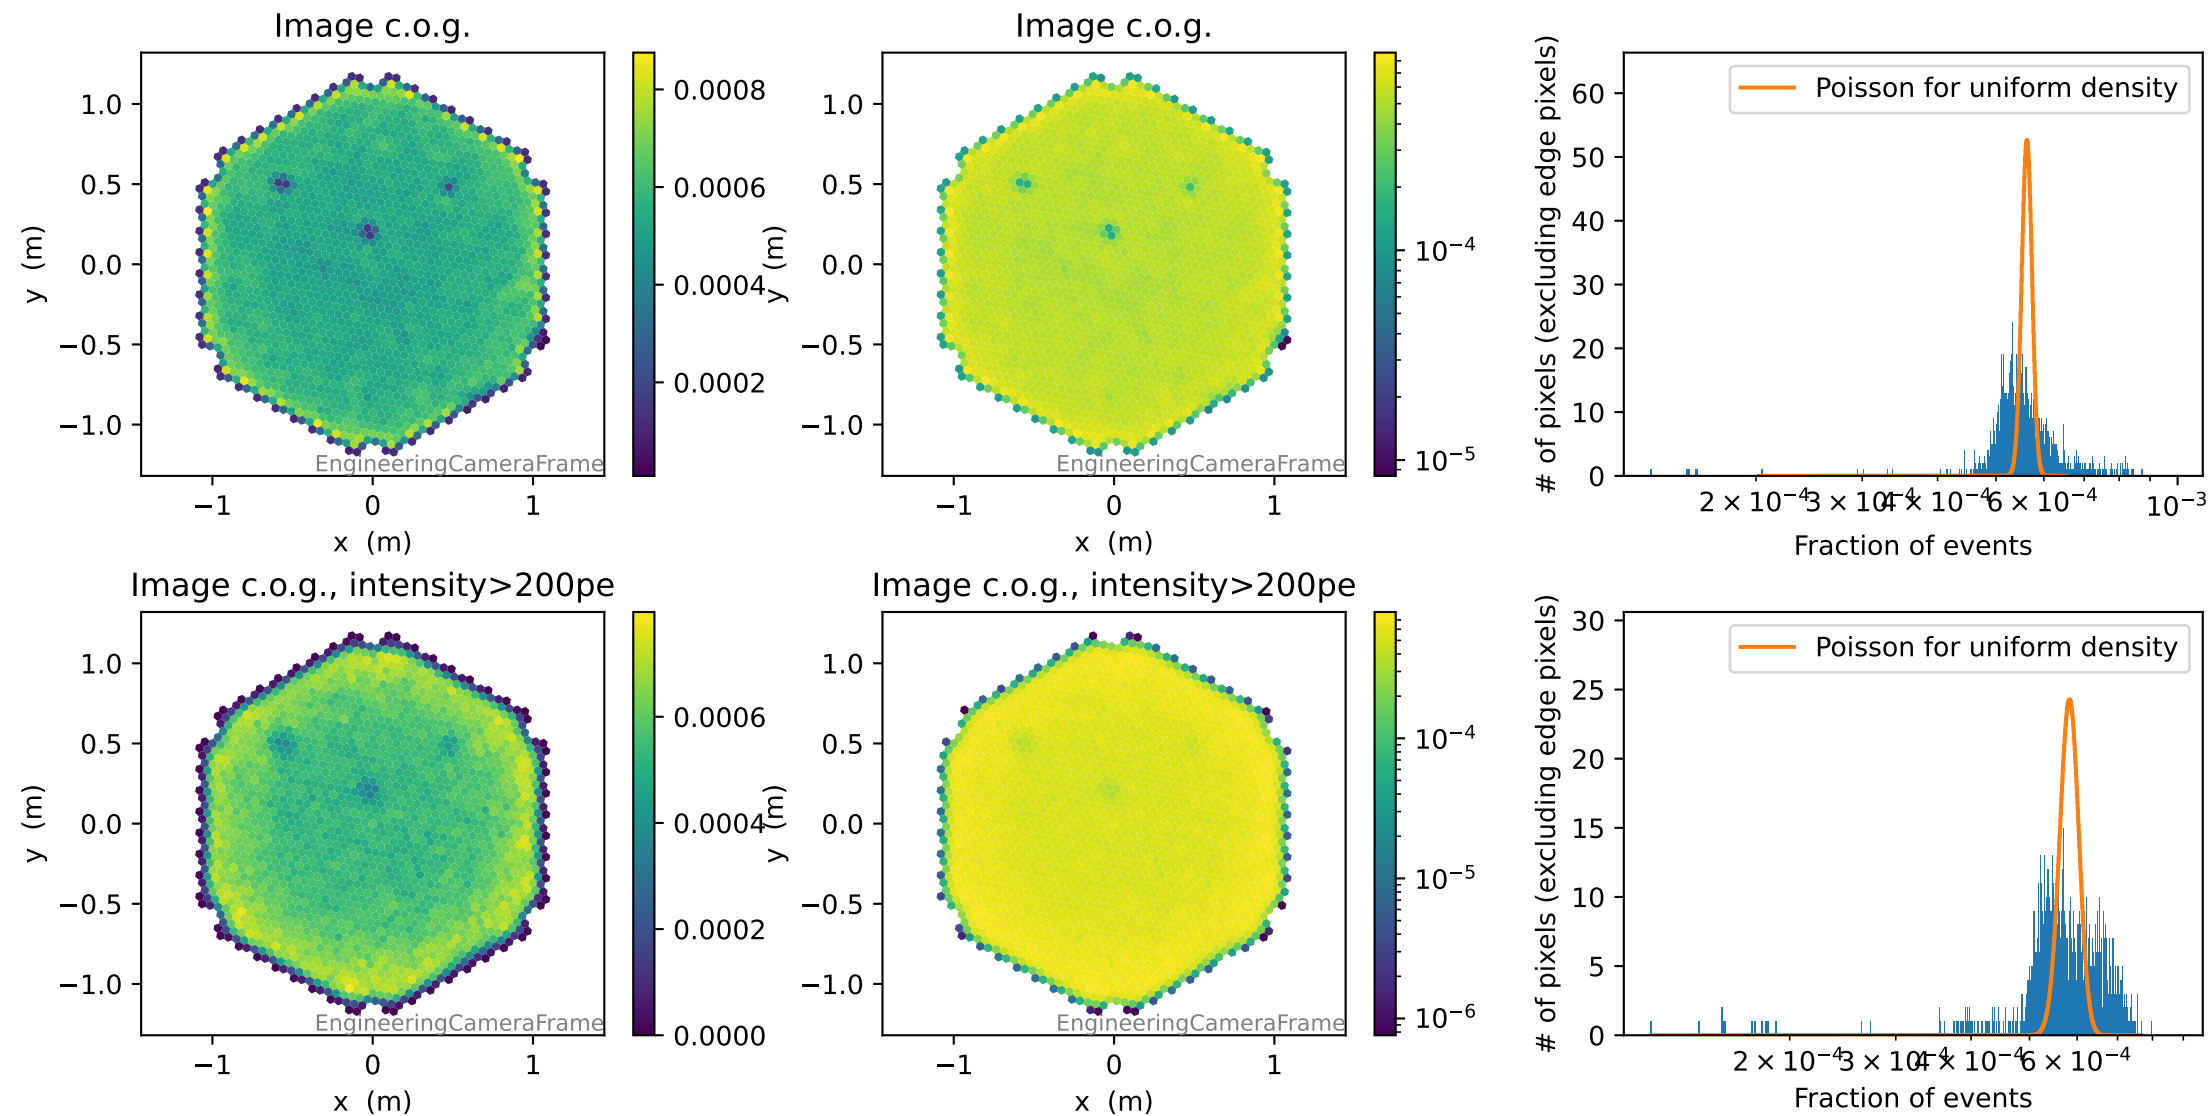 Image c.o.g.
1.0
0.5
0.0
−0.5
−1.0
−1
0
1
y (m)
x (m)
EngineeringCameraFrame
0.0008
0.0006
0.0004
0.0002
Image c.o.g.
1.0
0.5
0.0
−0.5
−1.0
−1
0
1
y (m)
x (m)
EngineeringCameraFrame
10⁻⁴
10⁻⁵
Poisson for uniform density
# of pixels (excluding edge pixels)
60
50
40
30
20
10
0
2 × 10⁻⁴
3 × 10⁻⁴
4 × 10⁻⁴
6 × 10⁻⁴
10⁻³
Fraction of events
Image c.o.g., intensity>200pe
1.0
0.5
0.0
−0.5
−1.0
−1
0
1
y (m)
x (m)
EngineeringCameraFrame
0.0006
0.0004
0.0002
0.0000
Image c.o.g., intensity>200pe
1.0
0.5
0.0
−0.5
−1.0
−1
0
1
y (m)
x (m)
EngineeringCameraFrame
10⁻⁴
10⁻⁵
10⁻⁶
Poisson for uniform density
# of pixels (excluding edge pixels)
30
25
20
15
10
5
0
2 × 10⁻⁴
3 × 10⁻⁴
4 × 10⁻⁴
6 × 10⁻⁴
Fraction of events